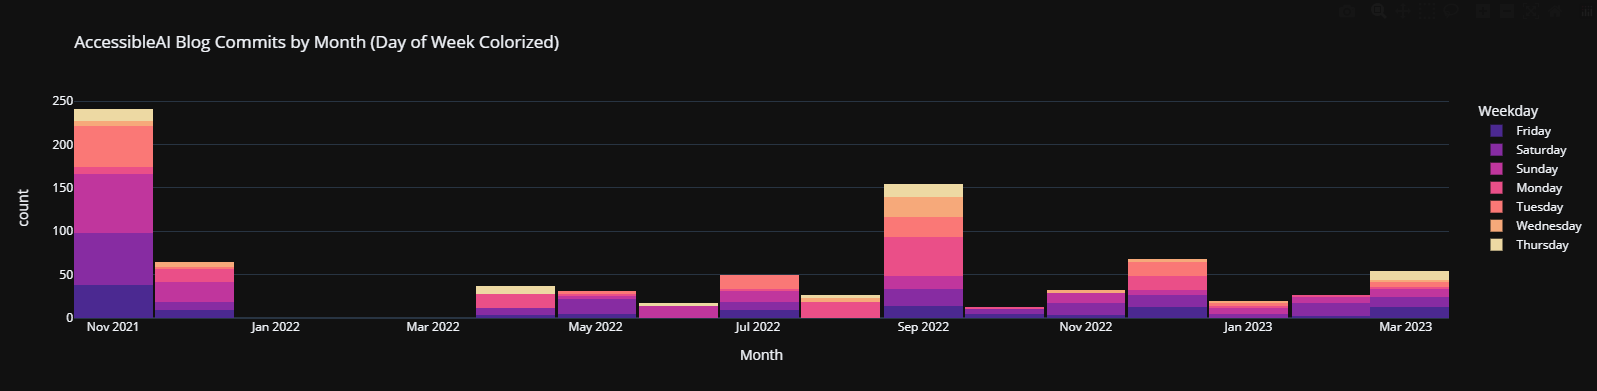 AccessibleAI Blog Commits by Month (Day of Week Colorized)
250
200
150
100
50
0
count
Nov 2021
Jan 2022
Mar 2022
May 2022
Jul 2022
Sep 2022
Nov 2022
Jan 2023
Mar 2023
Month
Weekday
Friday
Saturday
Sunday
Monday
Tuesday
Wednesday
Thursday